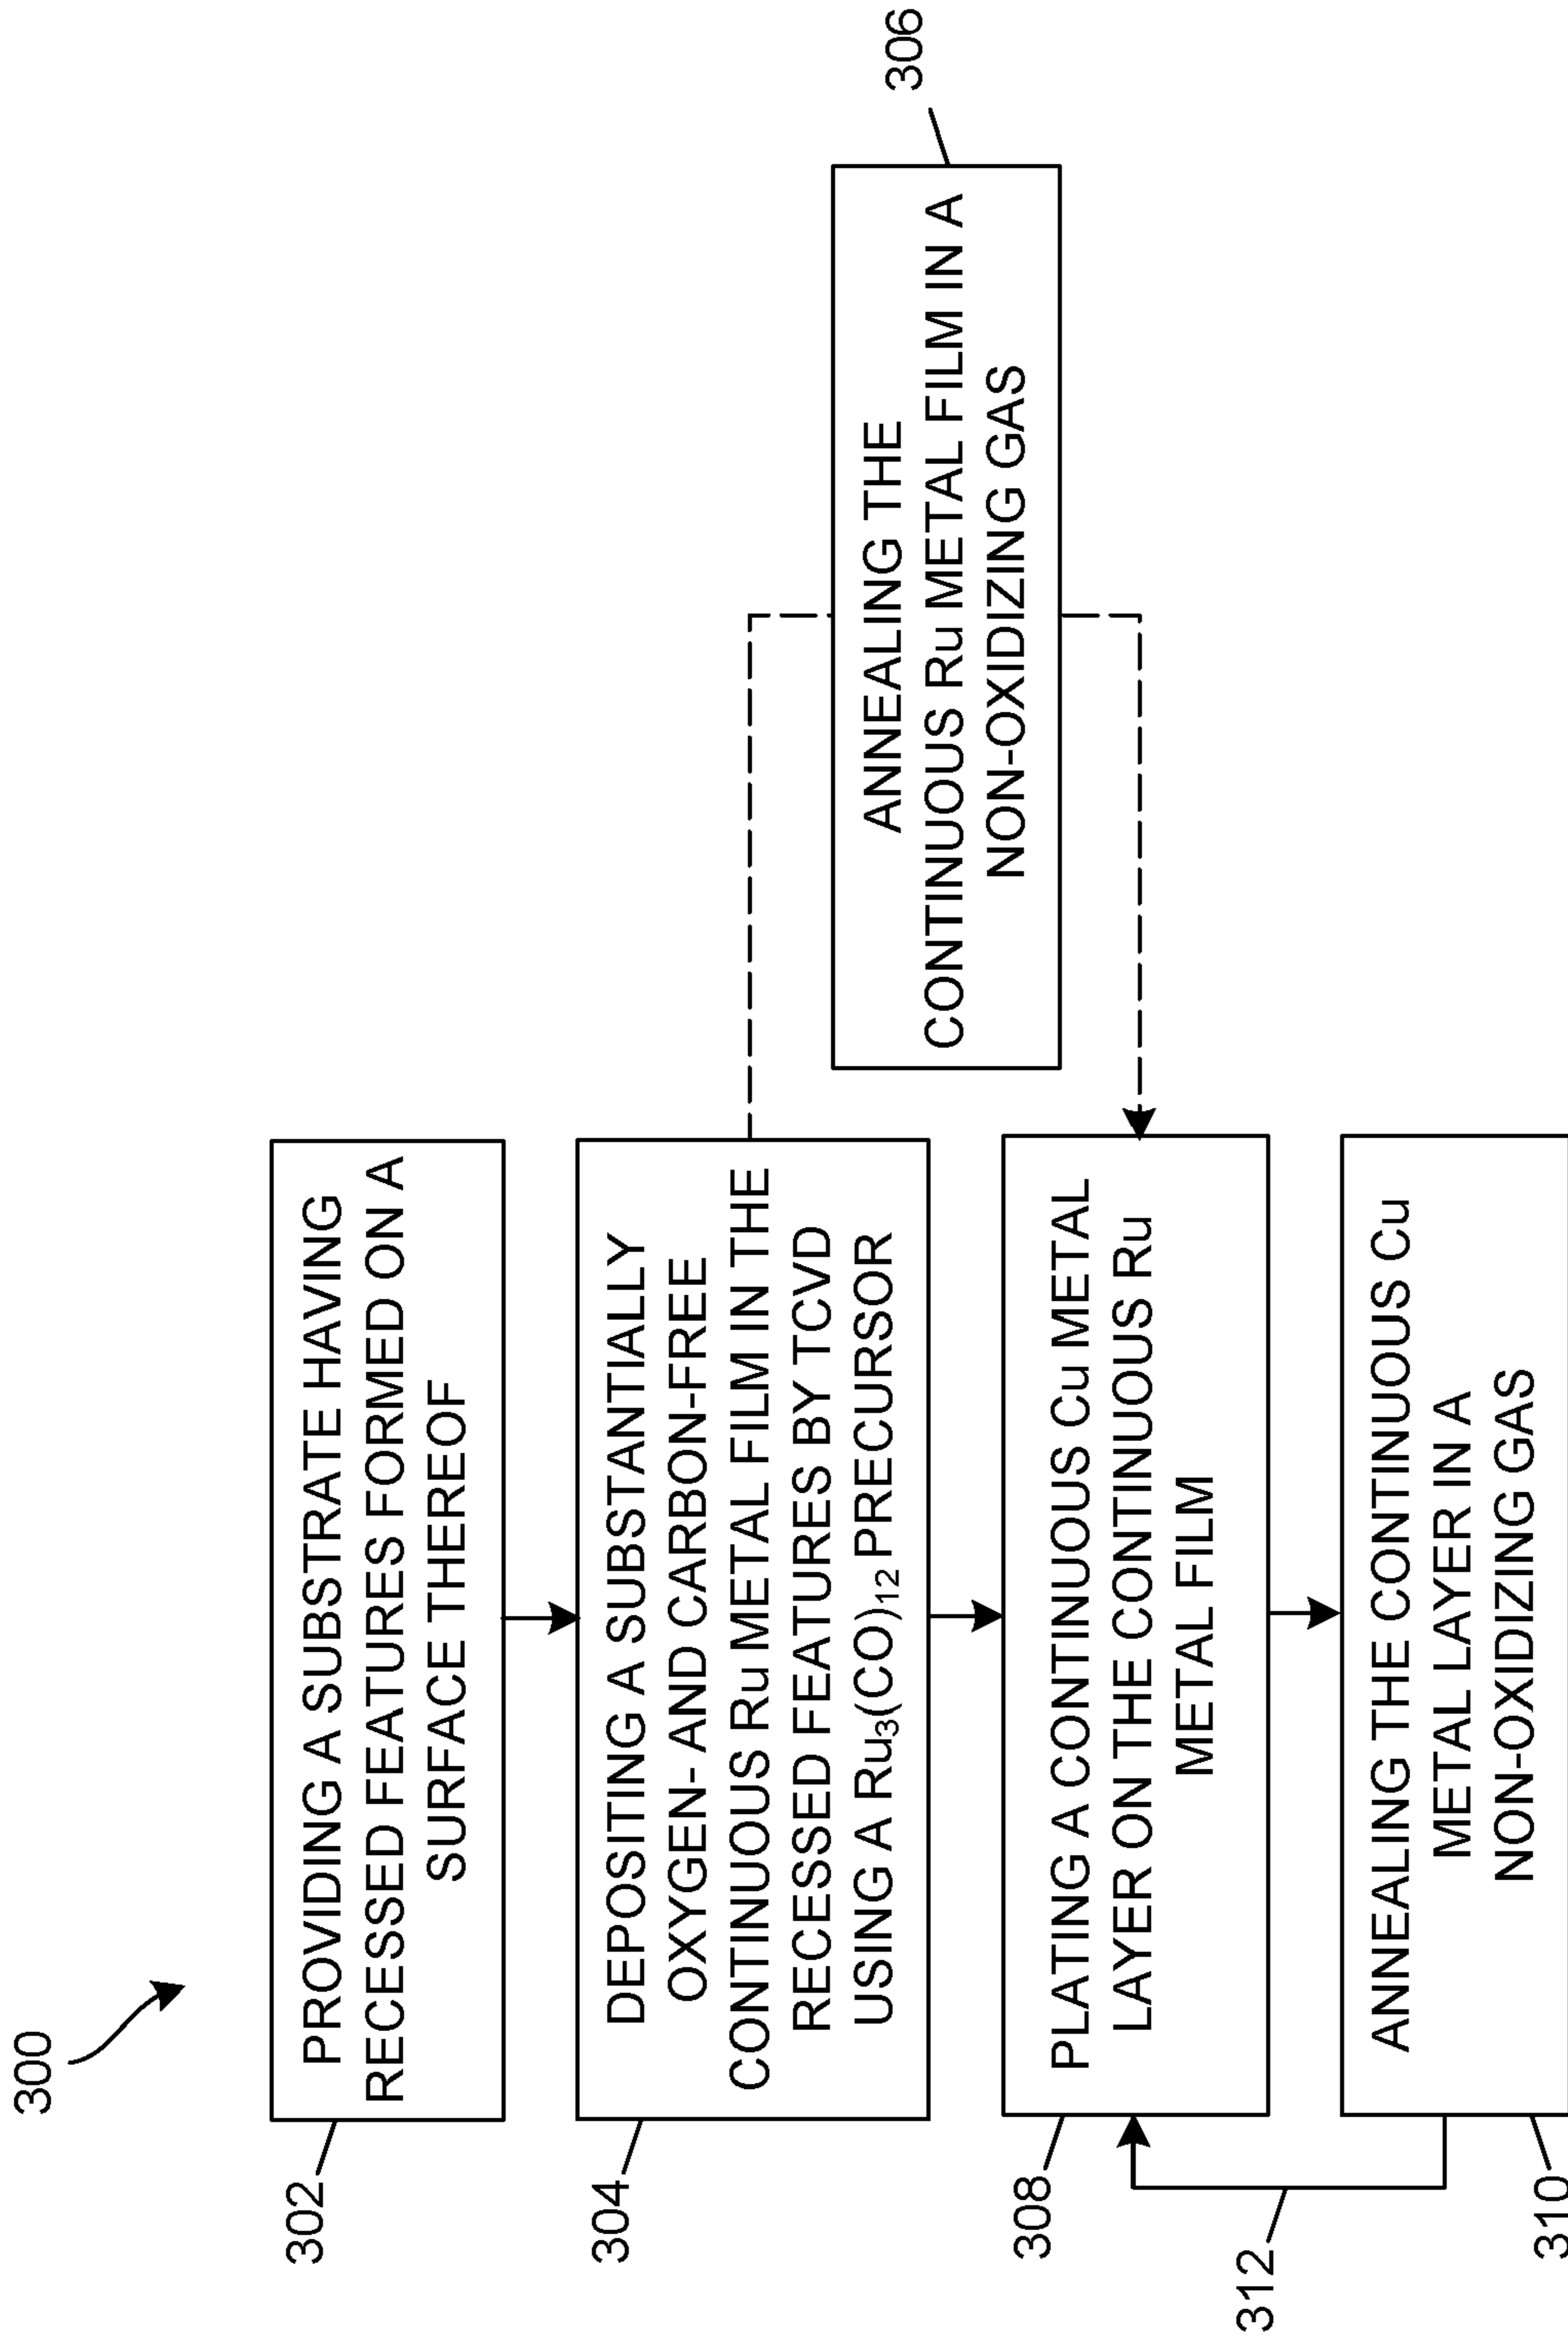 300
302
PROVIDING A SUBSTRATE HAVING
RECESSED FEATURES FORMED ON A
SURFACE THEREOF
304
DEPOSITING A SUBSTANTIALLY
OXYGEN- AND CARBON-FREE
CONTINUOUS Ru METAL FILM IN THE
RECESSED FEATURES BY TCVD
USING A Ru₃(CO)₁₂ PRECURSOR
306
ANNEALING THE
CONTINUOUS Ru METAL FILM IN A
NON-OXIDIZING GAS
308
PLATING A CONTINUOUS Cu METAL
LAYER ON THE CONTINUOUS Ru
METAL FILM
312
310
ANNEALING THE CONTINUOUS Cu
METAL LAYER IN A
NON-OXIDIZING GAS